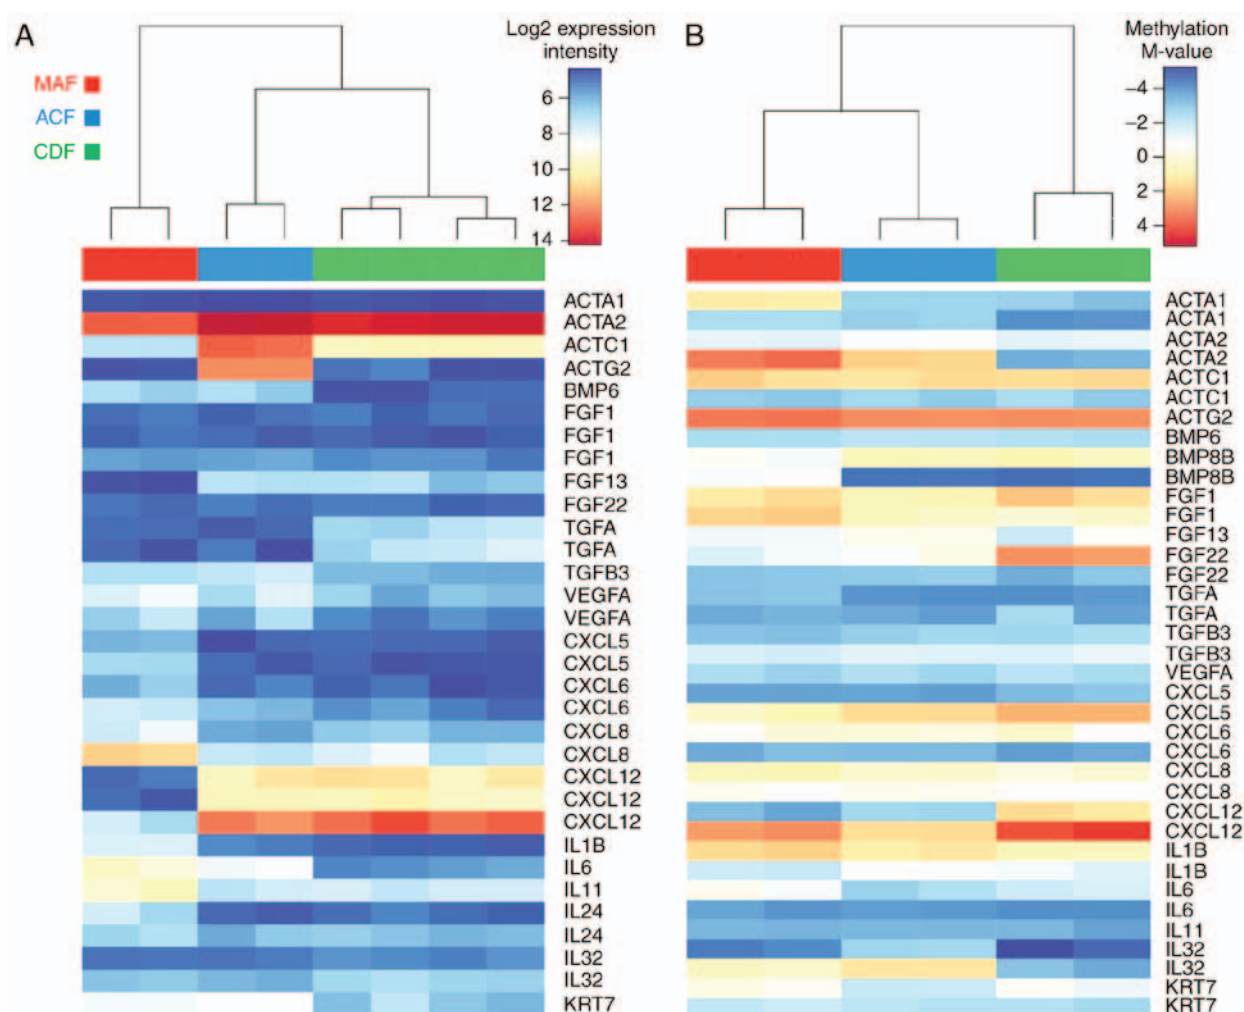 A
MAF
ACF
CDF
Log2 expression
intensity
6
8
10
12
14
ACTA1
ACTA2
ACTC1
ACTG2
BMP6
FGF1
FGF1
FGF1
FGF13
FGF22
TGFA
TGFA
TGFB3
VEGFA
VEGFA
CXCL5
CXCL5
CXCL6
CXCL6
CXCL8
CXCL8
CXCL12
CXCL12
CXCL12
IL1B
IL6
IL11
IL24
IL24
IL32
IL32
KRT7
B
Methylation
M-value
−4
−2
0
2
4
ACTA1
ACTA1
ACTA2
ACTA2
ACTC1
ACTC1
ACTG2
BMP6
BMP8B
BMP8B
FGF1
FGF1
FGF13
FGF22
FGF22
TGFA
TGFA
TGFB3
TGFB3
VEGFA
CXCL5
CXCL5
CXCL6
CXCL6
CXCL8
CXCL8
CXCL12
CXCL12
IL1B
IL1B
IL6
IL6
IL11
IL32
IL32
KRT7
KRT7